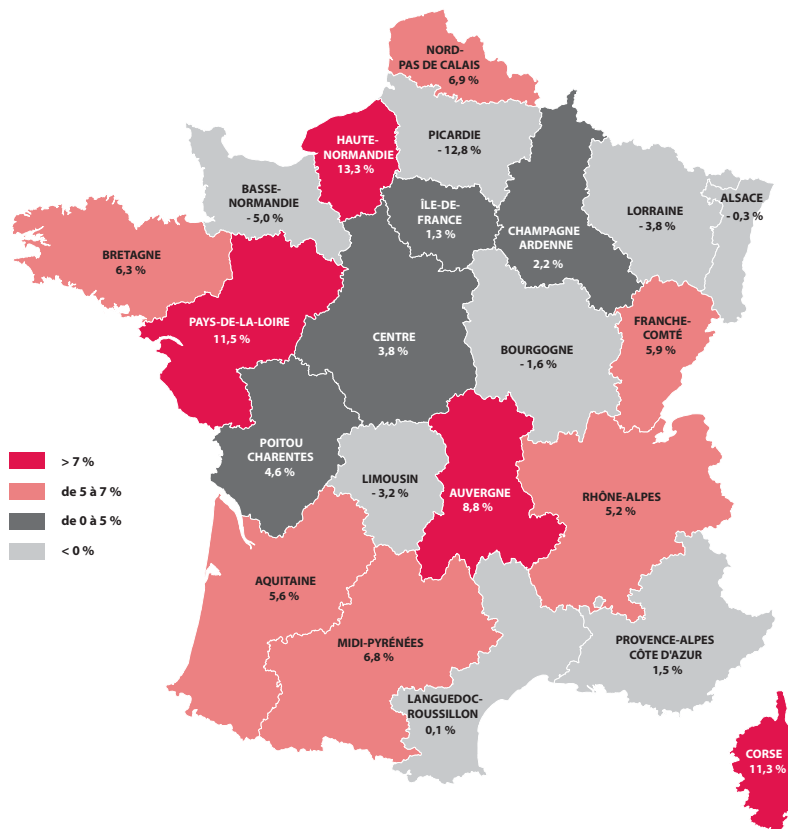 NORD-
PAS DE CALAIS
6,9 %
HAUTE-
NORMANDIE
13,3 %
PICARDIE
- 12,8 %
BASSE-
NORMANDIE
- 5,0 %
ÎLE-DE-
FRANCE
1,3 %
CHAMPAGNE
ARDENNE
2,2 %
LORRAINE
- 3,8 %
ALSACE
- 0,3 %
BRETAGNE
6,3 %
PAYS-DE-LA-LOIRE
11,5 %
CENTRE
3,8 %
BOURGOGNE
- 1,6 %
FRANCHE-
COMTÉ
5,9 %
POITOU
CHARENTES
4,6 %
LIMOUSIN
- 3,2 %
AUVERGNE
8,8 %
RHÔNE-ALPES
5,2 %
AQUITAINE
5,6 %
MIDI-PYRÉNÉES
6,8 %
LANGUEDOC-
ROUSSILLON
0,1 %
PROVENCE-ALPES
CÔTE D'AZUR
1,5 %
CORSE
11,3 %
> 7 %
de 5 à 7 %
de 0 à 5 %
< 0 %